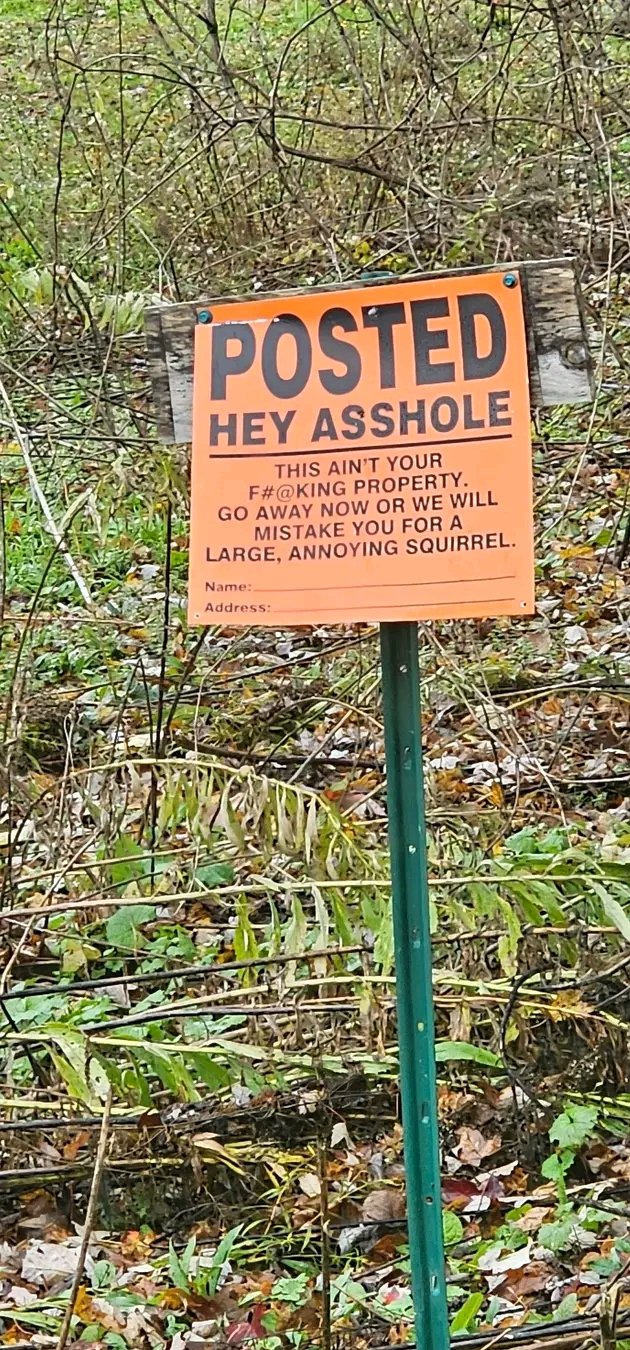 POSTED
HEY ASSHOLE
THIS AIN'T YOUR
F#@KING PROPERTY.
GO AWAY NOW OR WE WILL
MISTAKE YOU FOR A
LARGE, ANNOYING SQUIRREL.
Name:
Address: